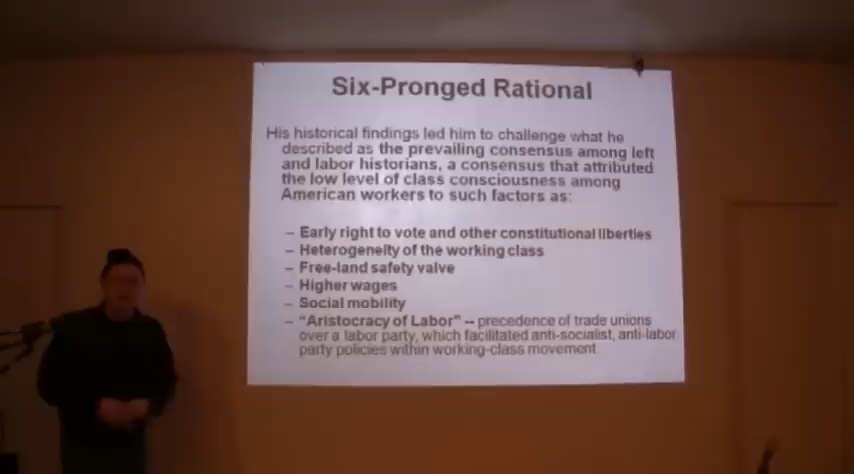 Six-Pronged Rational
His historical findings led him to challenge what he
described as the prevailing consensus among left
and labor historians, a consensus that attributed
the low level of class consciousness among
American workers to such factors as:
– Early right to vote and other constitutional liberties
– Heterogeneity of the working class
– Free-land safety valve
– Higher wages
– Social mobility
– “Aristocracy of Labor” – precedence of trade unions
over a labor party, which facilitated anti-socialist, anti-labor
party policies within working-class movement.